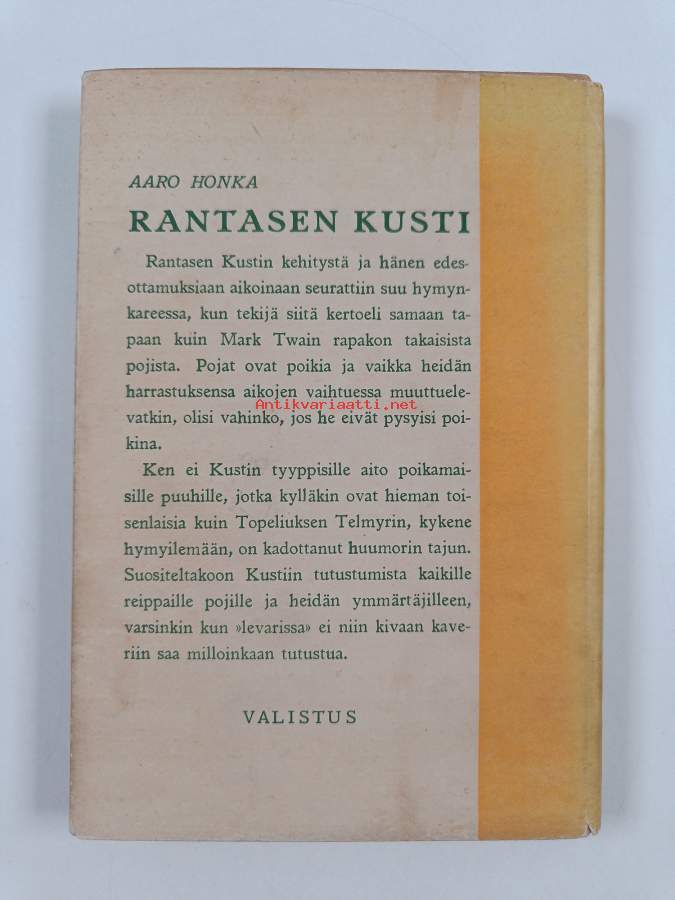 AARO HONKA
RANTASEN KUSTI
Rantasen Kustin kehitystä ja hänen edes-
ottamuksiaan aikoinaan seurattiin suu hymyn-
kareessa, kun tekijä siitä kertoeli samaan ta-
paan kuin Mark Twain rapakon takaisista
pojista. Pojat ovat poikia ja vaikka heidän
harrastuksensa aikojen vaihtuessa muuttuele-
Antikvariaatti.net
vatkin, olisi vahinko, jos he eivät pysyisi poi-
kina.
Ken ei Kustin tyyppisille aito poikamai-
sille puuhille, jotka kylläkin ovat hieman toi-
senlaisia kuin Topeliuksen Telmyrin, kykene
hymyilemään, on kadottanut huumorin tajun.
Suositeltakoon Kustiin tutustumista kaikille
reippaille pojille ja heidän ymmärtäjilleen,
varsinkin kun »levarissa» ei niin kivaan kave-
riin saa milloinkaan tutustua.
VALISTUS